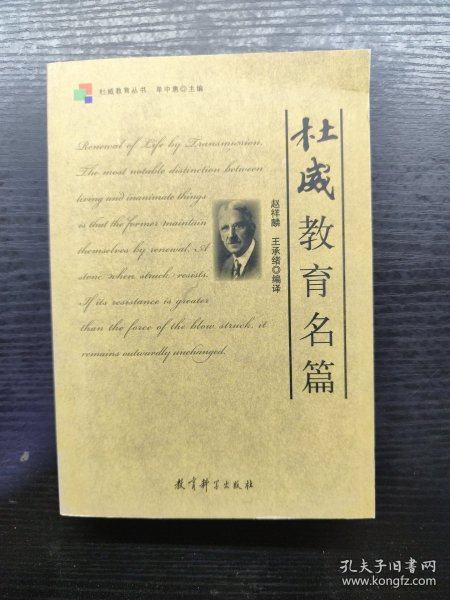 杜威教育丛书 单中惠◎主编
Renewal of Life by Transmission.
The most notable distinction between
living and inanimate things
is that the former maintain
themselves by renewal. A
stone when struck resists.
If its resistance is greater
than the force of the blow struck, it
remains outwardly unchanged.
杜威教育名篇
赵祥麟 王承绪◎编译
教育科学出版社
孔夫子旧书网
www.kongfz.com